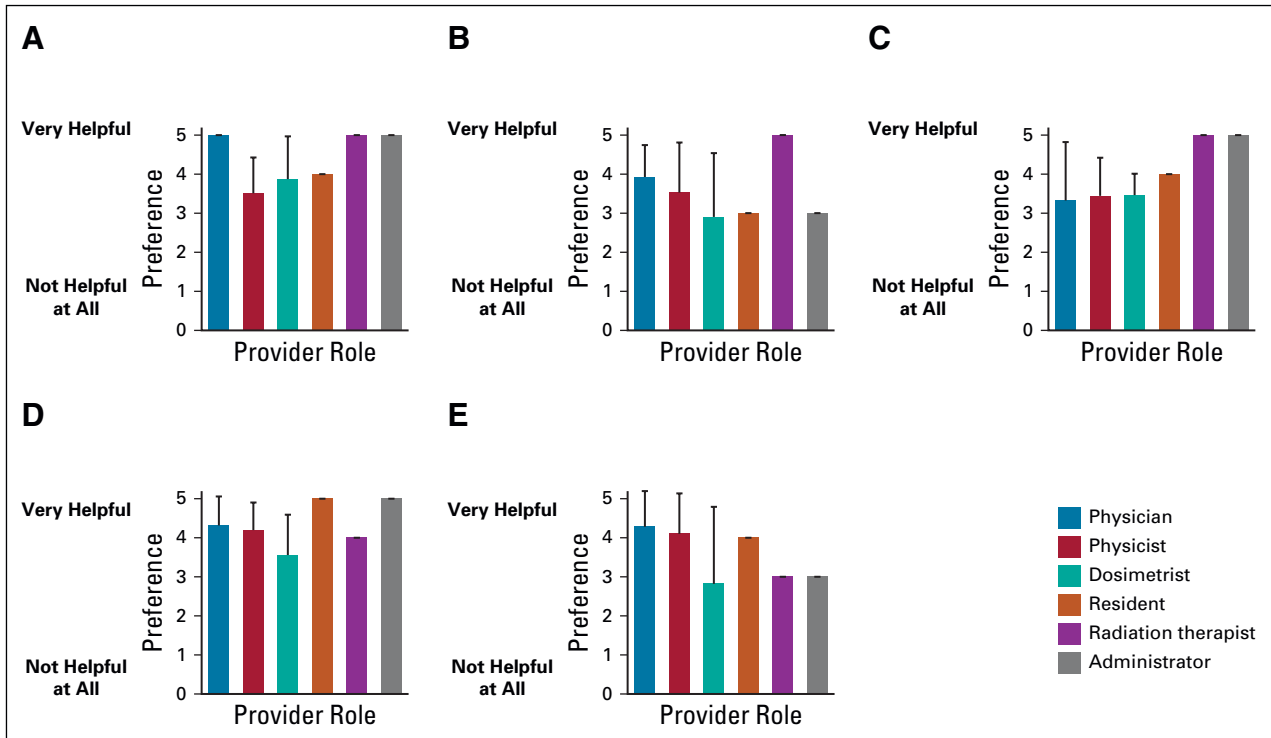 A
Very Helpful
Not Helpful
at All
Preference
5
4
3
2
1
0
Provider Role
B
Very Helpful
Not Helpful
at All
Preference
5
4
3
2
1
0
Provider Role
C
Very Helpful
Not Helpful
at All
Preference
5
4
3
2
1
0
Provider Role
D
Very Helpful
Not Helpful
at All
Preference
5
4
3
2
1
0
Provider Role
E
Very Helpful
Not Helpful
at All
Preference
5
4
3
2
1
0
Provider Role
Physician
Physicist
Dosimetrist
Resident
Radiation therapist
Administrator